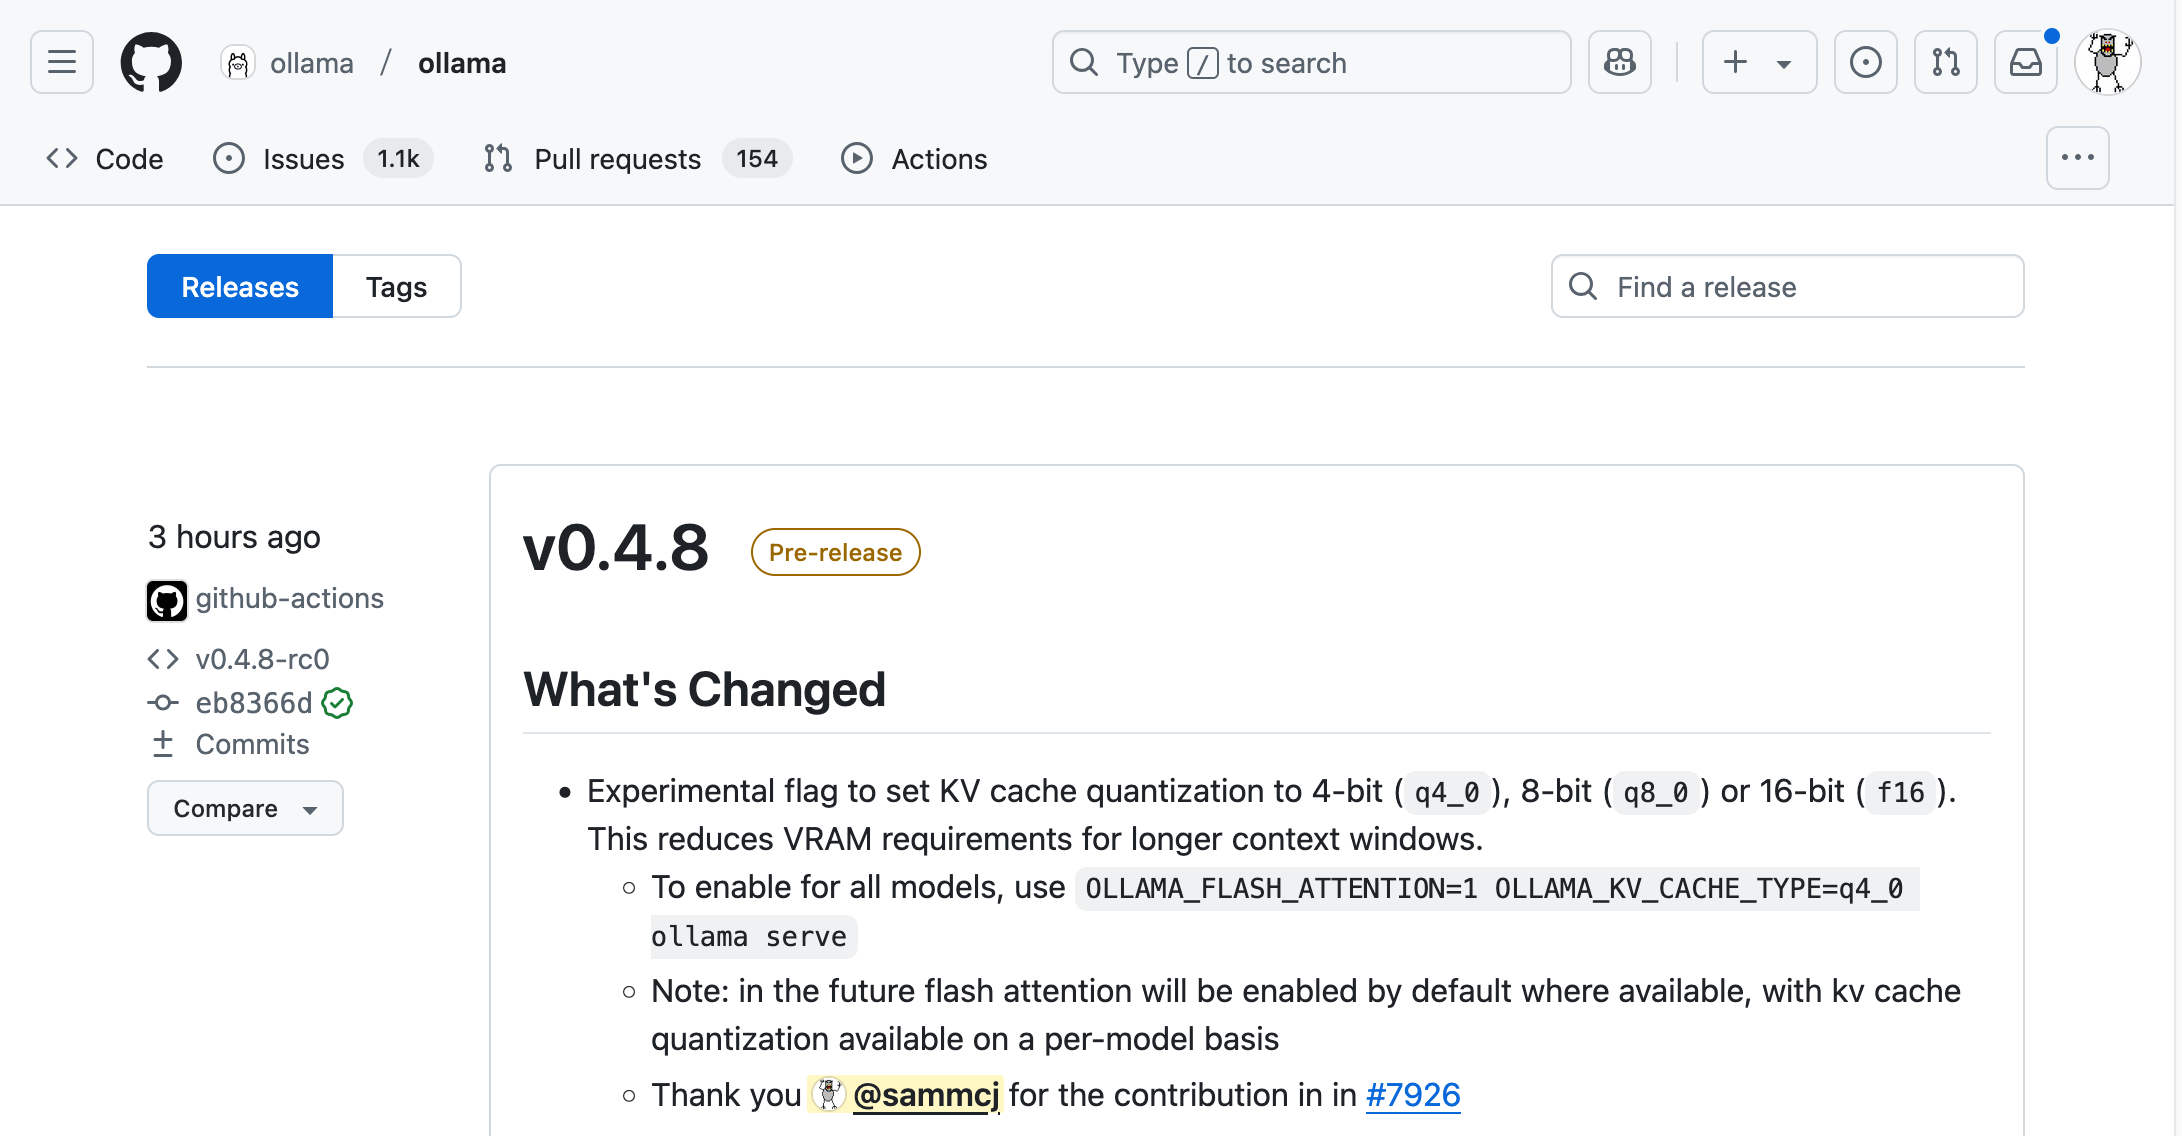 ollama / ollama
Type / to search
Code Issues 1.1k Pull requests 154 Actions
Releases Tags
Find a release
3 hours ago
github-actions
v0.4.8-rc0
eb8366d
Commits
Compare
v0.4.8 Pre-release
What's Changed
Experimental flag to set KV cache quantization to 4-bit ( q4_0 ), 8-bit ( q8_0 ) or 16-bit ( f16 ).
This reduces VRAM requirements for longer context windows.
To enable for all models, use OLLAMA_FLASH_ATTENTION=1 OLLAMA_KV_CACHE_TYPE=q4_0
ollama serve
Note: in the future flash attention will be enabled by default where available, with kv cache
quantization available on a per-model basis
Thank you @sammcj for the contribution in in #7926